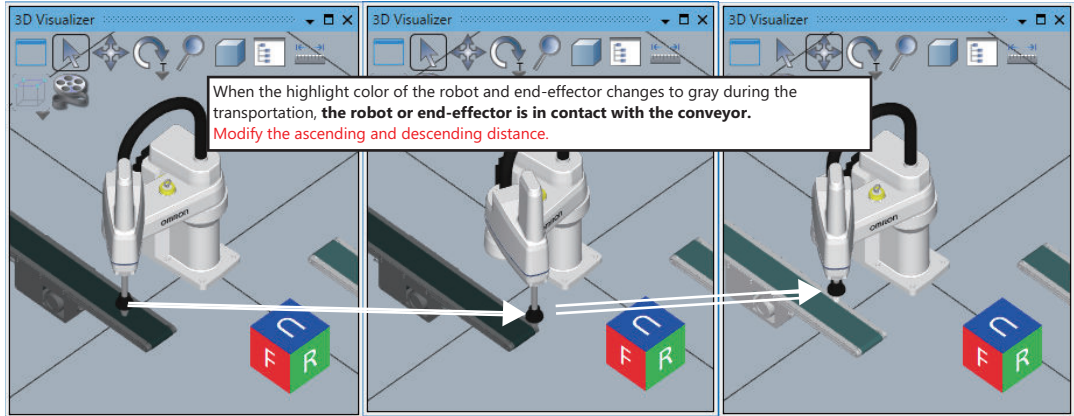 3D Visualizer
3D Visualizer
3D Visualizer
When the highlight color of the robot and end-effector changes to gray during the
transportation, the robot or end-effector is in contact with the conveyor.
Modify the ascending and descending distance.
OMRON
OMRON
OMRON
U
F R
U
F R
U
F R